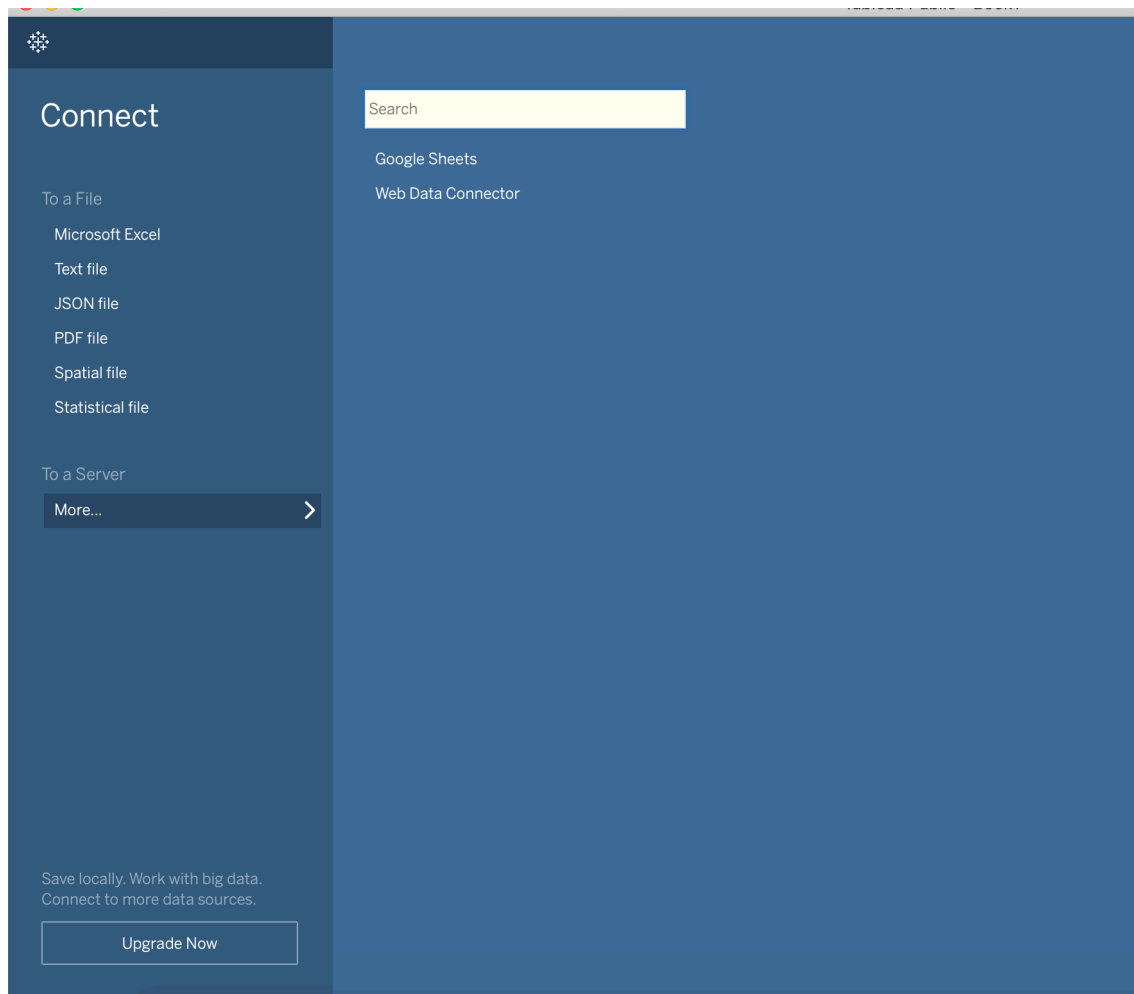 Connect
To a File
Microsoft Excel
Text file
JSON file
PDF file
Spatial file
Statistical file
To a Server
More...
Save locally. Work with big data.
Connect to more data sources.
Upgrade Now
Search
Google Sheets
Web Data Connector